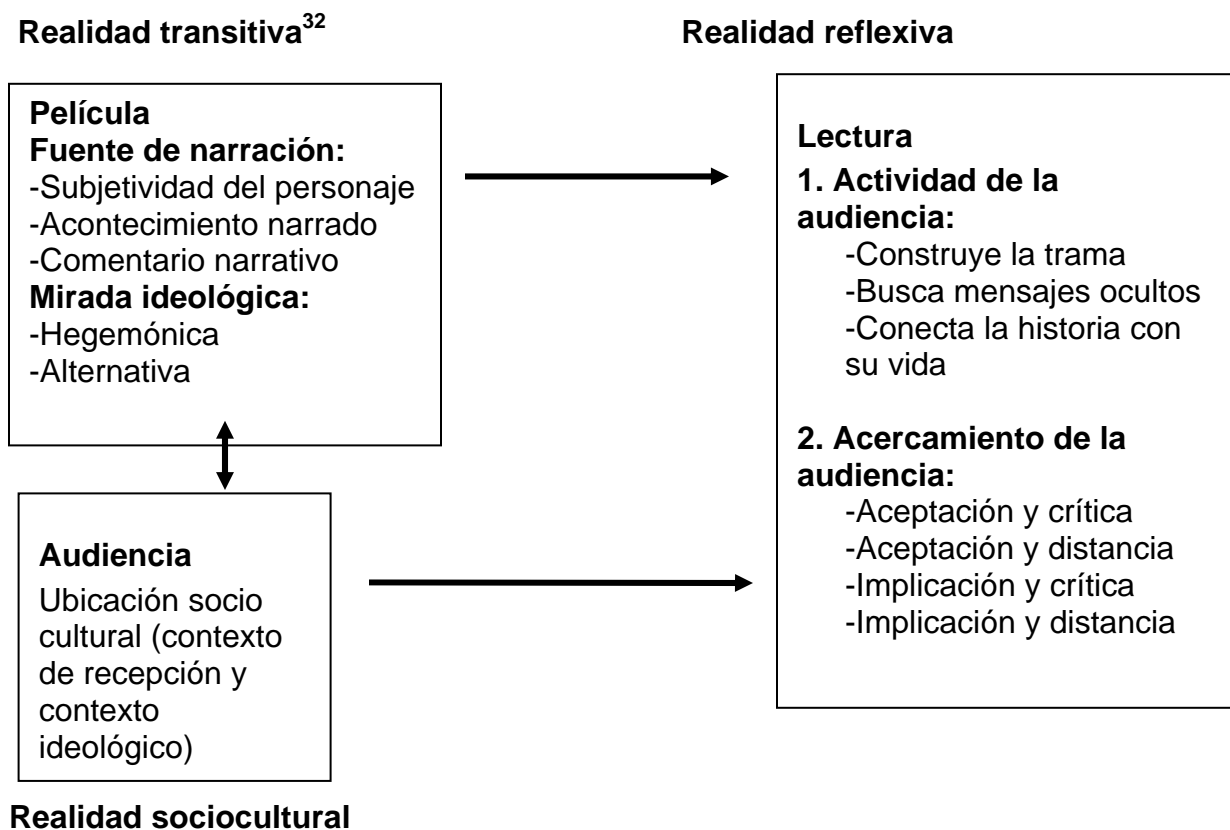 Realidad transitiva32
Realidad reflexiva
Película
Fuente de narración:
-Subjetividad del personaje
-Acontecimiento narrado
-Comentario narrativo
Mirada ideológica:
-Hegemónica
-Alternativa
Audiencia
Ubicación socio
cultural (contexto
de recepción y
contexto
ideológico)
Realidad sociocultural
Lectura
1. Actividad de la
audiencia:
-Construye la trama
-Busca mensajes ocultos
-Conecta la historia con
su vida
2. Acercamiento de la
audiencia:
-Aceptación y crítica
-Aceptación y distancia
-Implicación y crítica
-Implicación y distancia